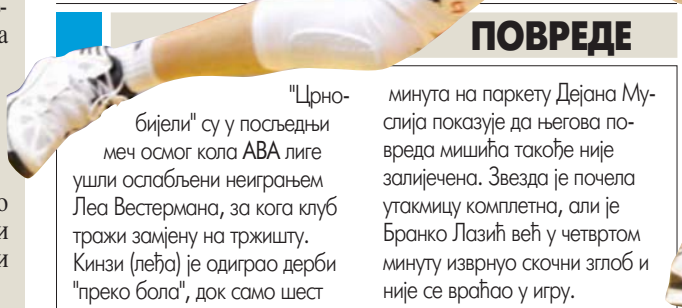 ПОВРЕДЕ
"Црно-
бијели" су у посљедњи
меч осмог кола АВА лиге
ушли ослабљени неиграњем
Леа Вестермана, за кога клуб
тражи замјену на тржишту.
Кинзи (леђа) је одиграо дерби
"преко бола", док само шест
минута на паркету Дејана Му-
слија показује да његова по-
вреда мишића такође није
залијечена. Звезда је почела
утакмицу комплетна, али је
Бранко Лазић већ у четвртом
минуту изврнуо скочни зглоб и
није се враћао у игру.